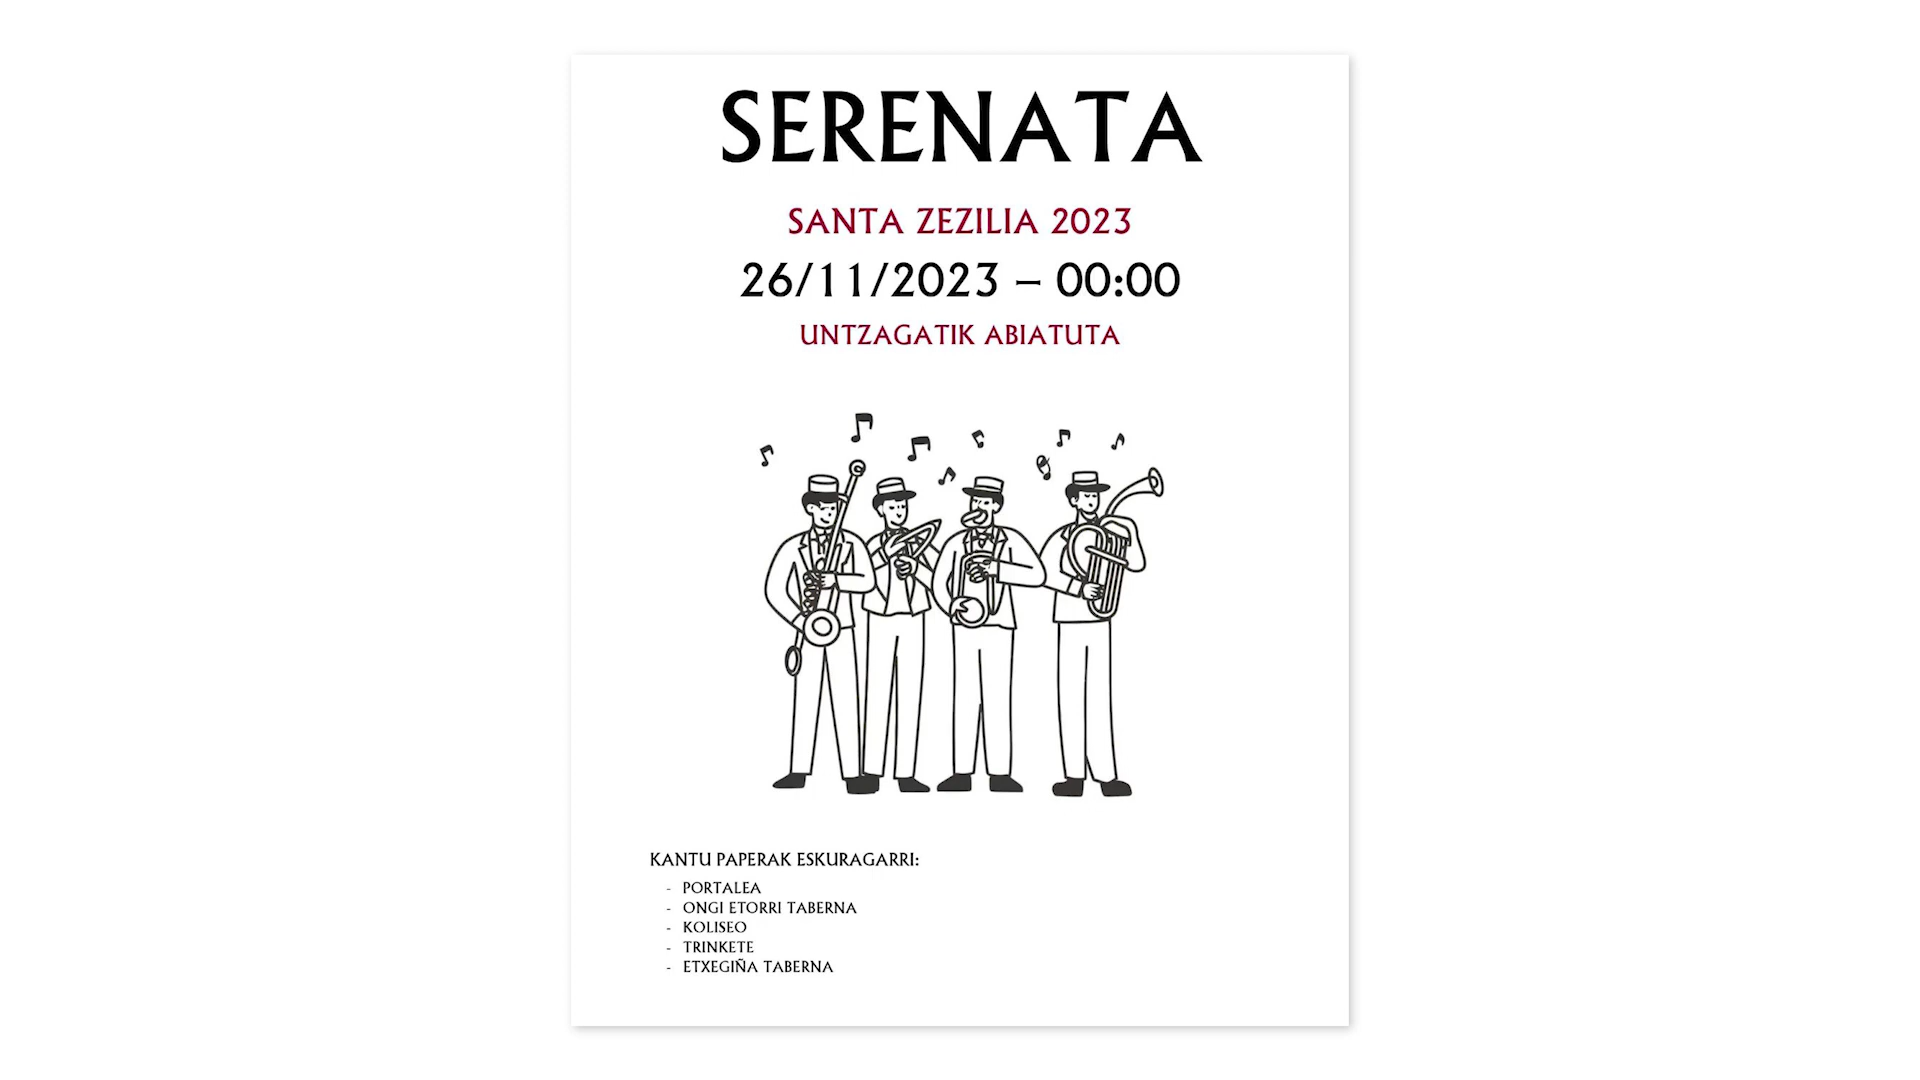 SERENATA
SANTA ZEZILIA 2023
26/11/2023 – 00:00
UNTZAGATIK ABIATUTA
KANTU PAPERAK ESKURAGARRI:
- PORTALEA
- ONGI ETORRI TABERNA
- KOLISEO
- TRINKETE
- ETXEGIÑA TABERNA